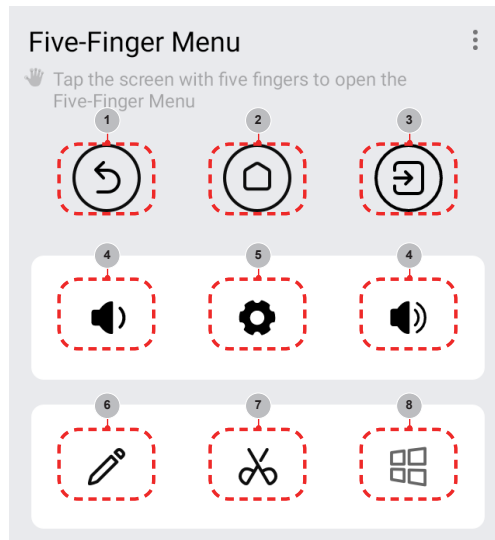 Five-Finger Menu
Tap the screen with five fingers to open the
Five-Finger Menu
1 2 3
4 5 4
6 7 8